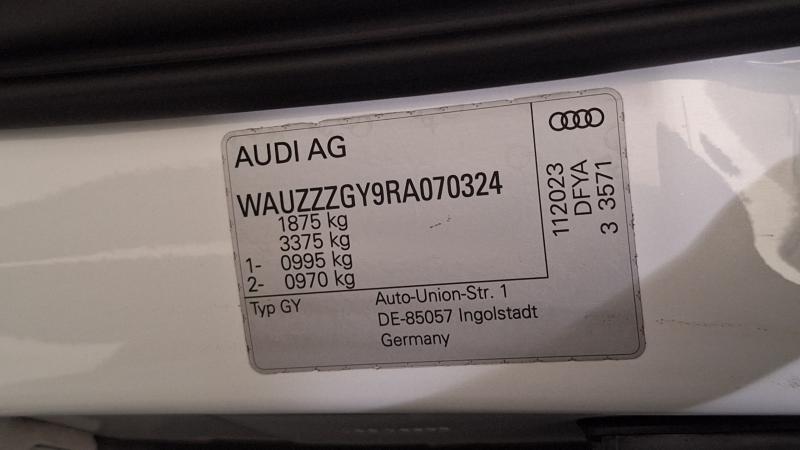 AUDI AG
WAUZZZGY9RA070324
1875 kg
3375 kg
1- 0995 kg
2- 0970 kg
Typ GY
Auto-Union-Str. 1
DE-85057 Ingolstadt
Germany
112023
DFYA
3 3571